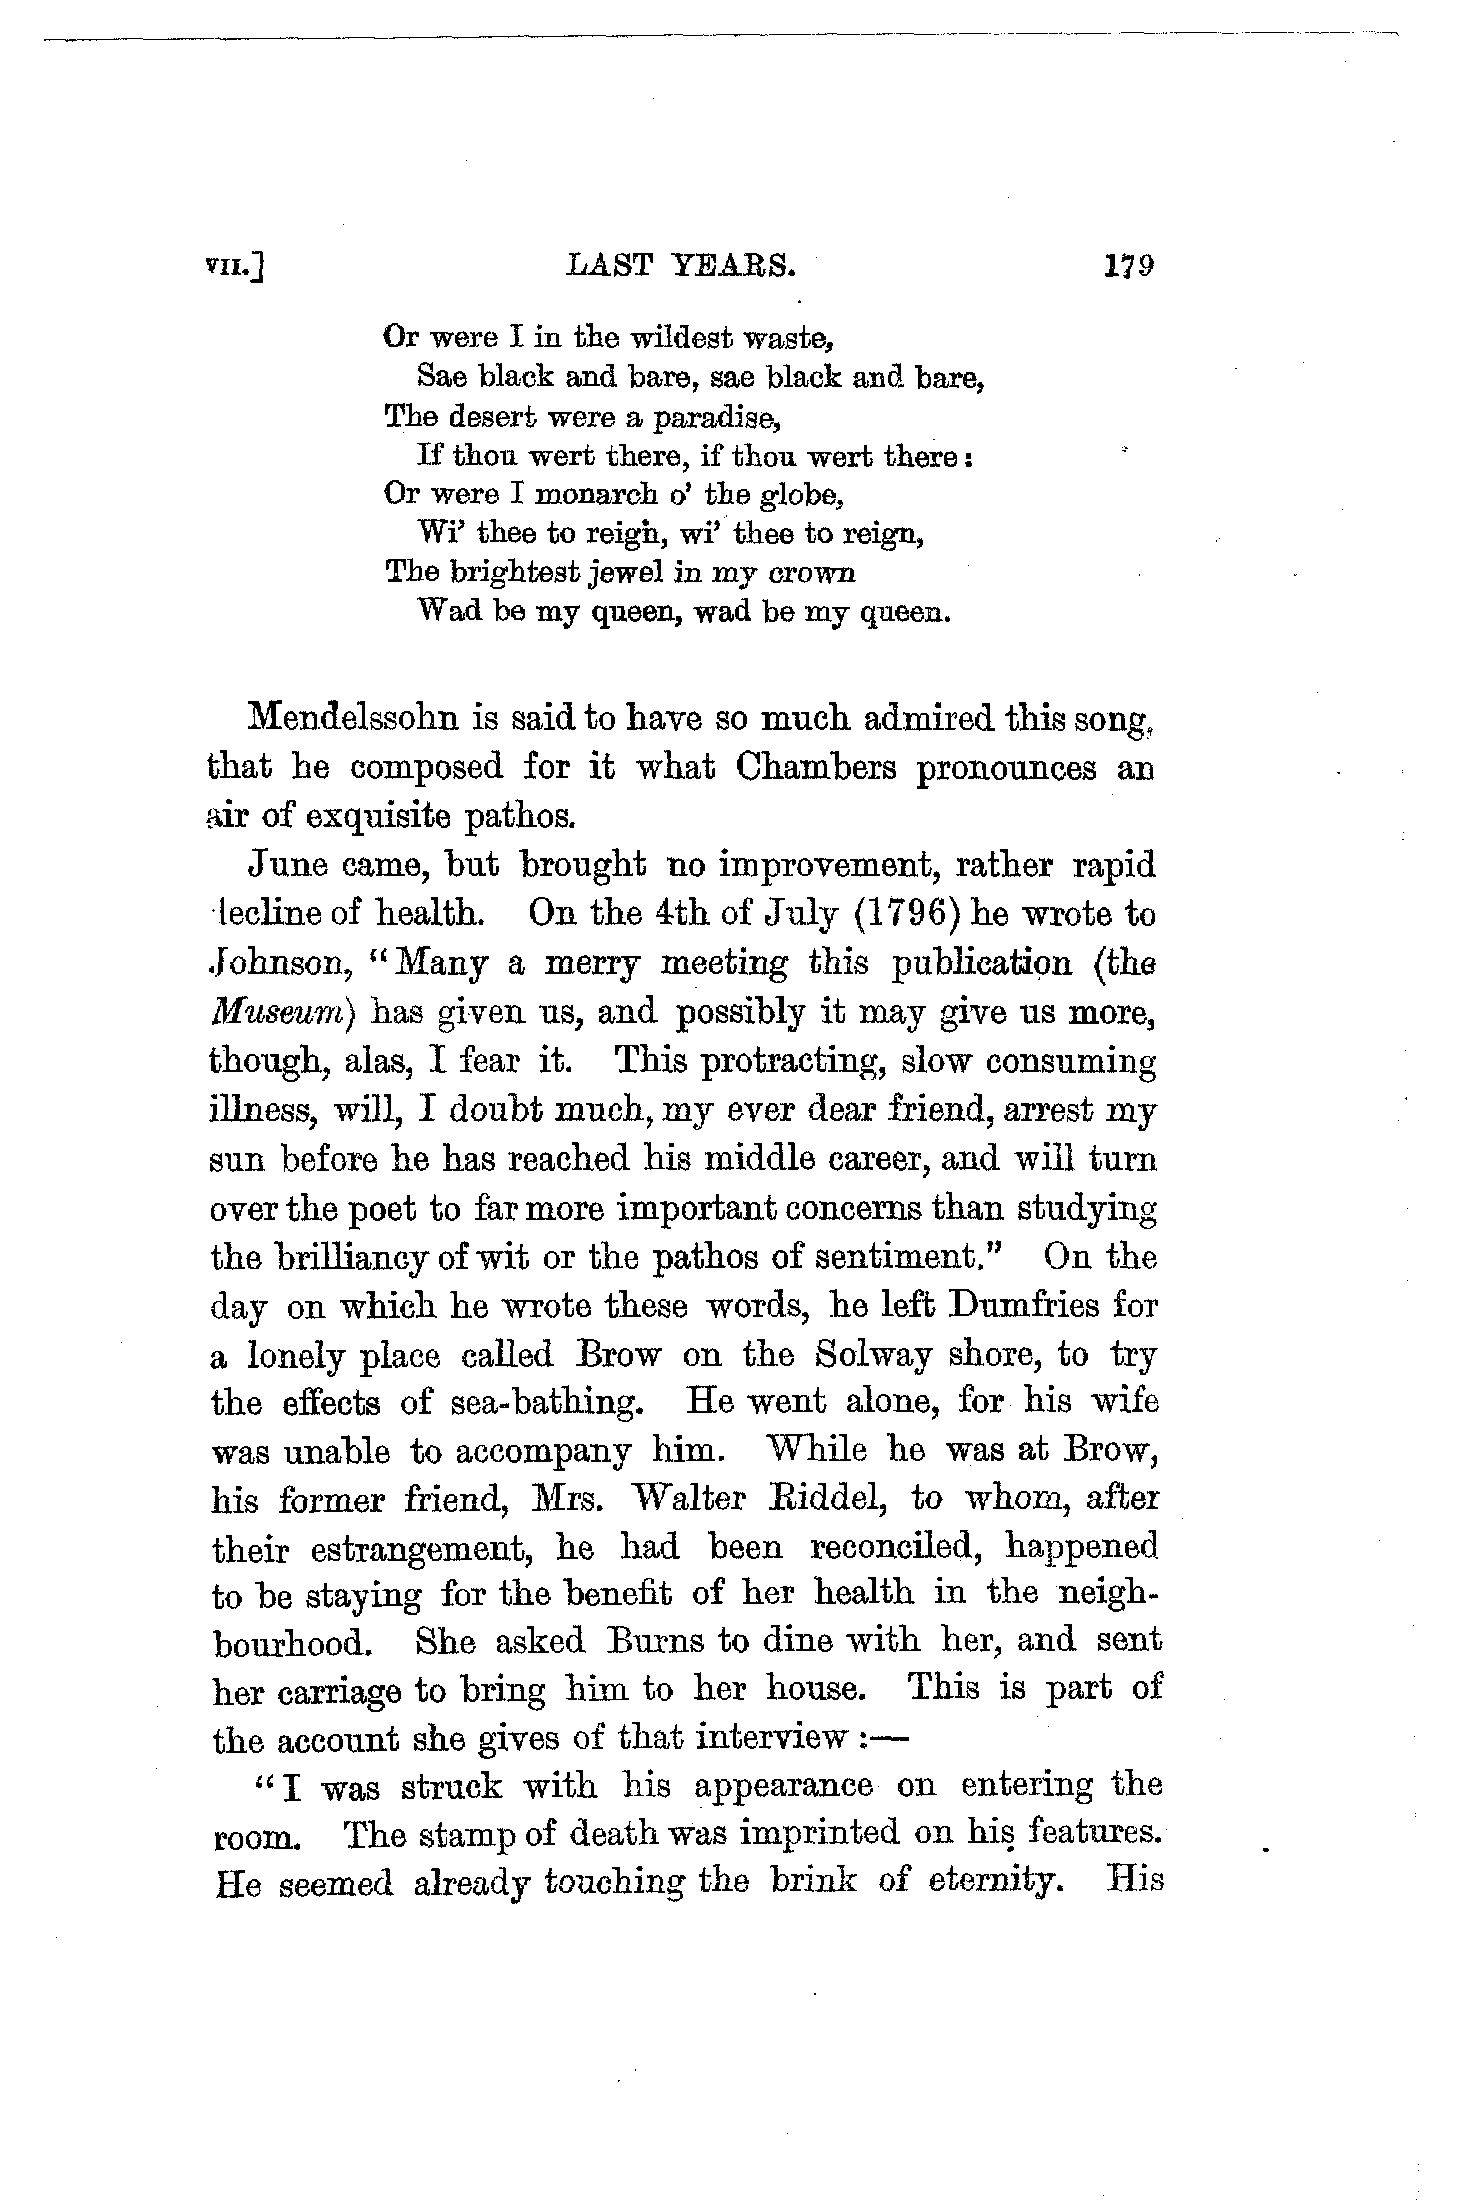 VII.] LAST YEARS. 179
Or were I in the wildest waste,
Sae black and bare, sae black and bare,
The desert were a paradise,
If thou wert there, if thou wert there :
Or were I monarch o' the globe,
Wi' thee to reign, wi' thee to reign,
The brightest jewel in my crown
Wad be my queen, wad be my queen.
Mendelssohn is said to have so much admired this song,
that he composed for it what Chambers pronounces an
air of exquisite pathos.
June came, but brought no improvement, rather rapid
decline of health. On the 4th of July (1796) he wrote to
Johnson, “Many a merry meeting this publication (the
Museum) has given us, and possibly it may give us more,
though, alas, I fear it. This protracting, slow consuming
illness, will, I doubt much, my ever dear friend, arrest my
sun before he has reached his middle career, and will turn
over the poet to far more important concerns than studying
the brilliancy of wit or the pathos of sentiment.” On the
day on which he wrote these words, he left Dumfries for
a lonely place called Brow on the Solway shore, to try
the effects of sea-bathing. He went alone, for his wife
was unable to accompany him. While he was at Brow,
his former friend, Mrs. Walter Riddel, to whom, after
their estrangement, he had been reconciled, happened
to be staying for the benefit of her health in the neigh-
bourhood. She asked Burns to dine with her, and sent
her carriage to bring him to her house. This is part of
the account she gives of that interview :—
“I was struck with his appearance on entering the
room. The stamp of death was imprinted on his features.
He seemed already touching the brink of eternity. His